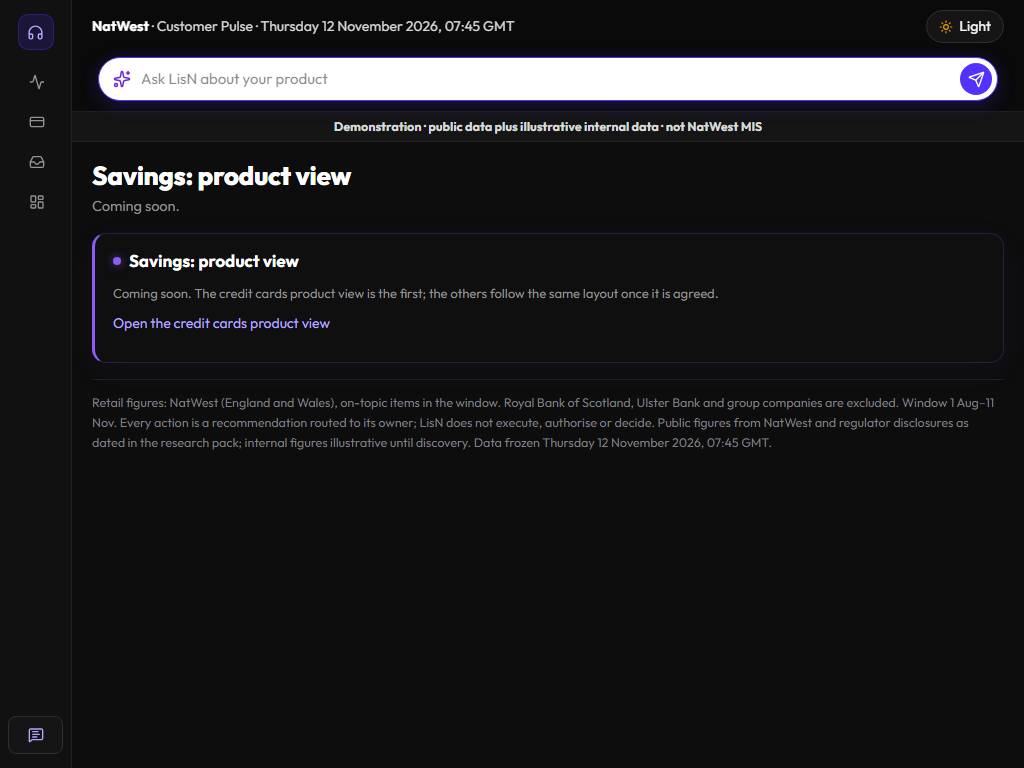 NatWest · Customer Pulse · Thursday 12 November 2026, 07:45 GMT
Light
Ask LisN about your product
Demonstration · public data plus illustrative internal data · not NatWest MIS
Savings: product view
Coming soon.
Savings: product view
Coming soon. The credit cards product view is the first; the others follow the same layout once it is agreed.
Open the credit cards product view
Retail figures: NatWest (England and Wales), on-topic items in the window. Royal Bank of Scotland, Ulster Bank and group companies are excluded. Window 1 Aug–11
Nov. Every action is a recommendation routed to its owner; LisN does not execute, authorise or decide. Public figures from NatWest and regulator disclosures as
dated in the research pack; internal figures illustrative until discovery. Data frozen Thursday 12 November 2026, 07:45 GMT.